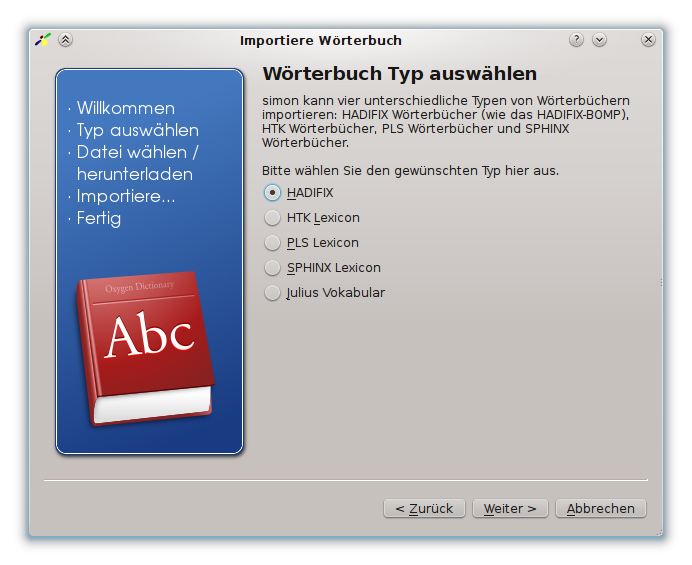 Importiere Wörterbuch
· Willkommen
· Typ auswählen
· Datei wählen /
herunterladen
· Importiere...
· Fertig
Oxygen Dictionary
Abc
Wörterbuch Typ auswählen
simon kann vier unterschiedliche Typen von Wörterbüchern
importieren: HADIFIX Wörterbücher (wie das HADIFIX-BOMP),
HTK Wörterbücher, PLS Wörterbücher und SPHINX
Wörterbücher.
Bitte wählen Sie den gewünschten Typ hier aus.
HADIFIX
HTK Lexicon
PLS Lexicon
SPHINX Lexicon
Julius Vokabular
< Zurück
Weiter >
Abbrechen